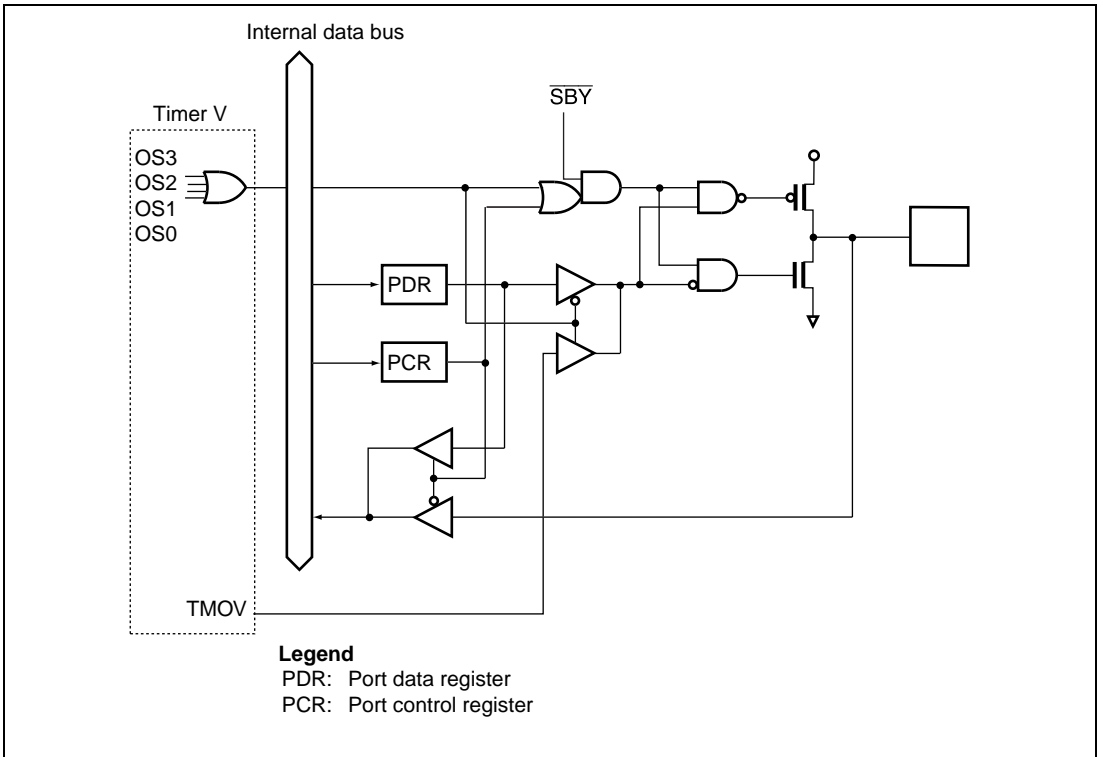 Internal data bus
SBY
Timer V
OS3
OS2
OS1
OS0
PDR
PCR
TMOV
Legend
PDR: Port data register
PCR: Port control register